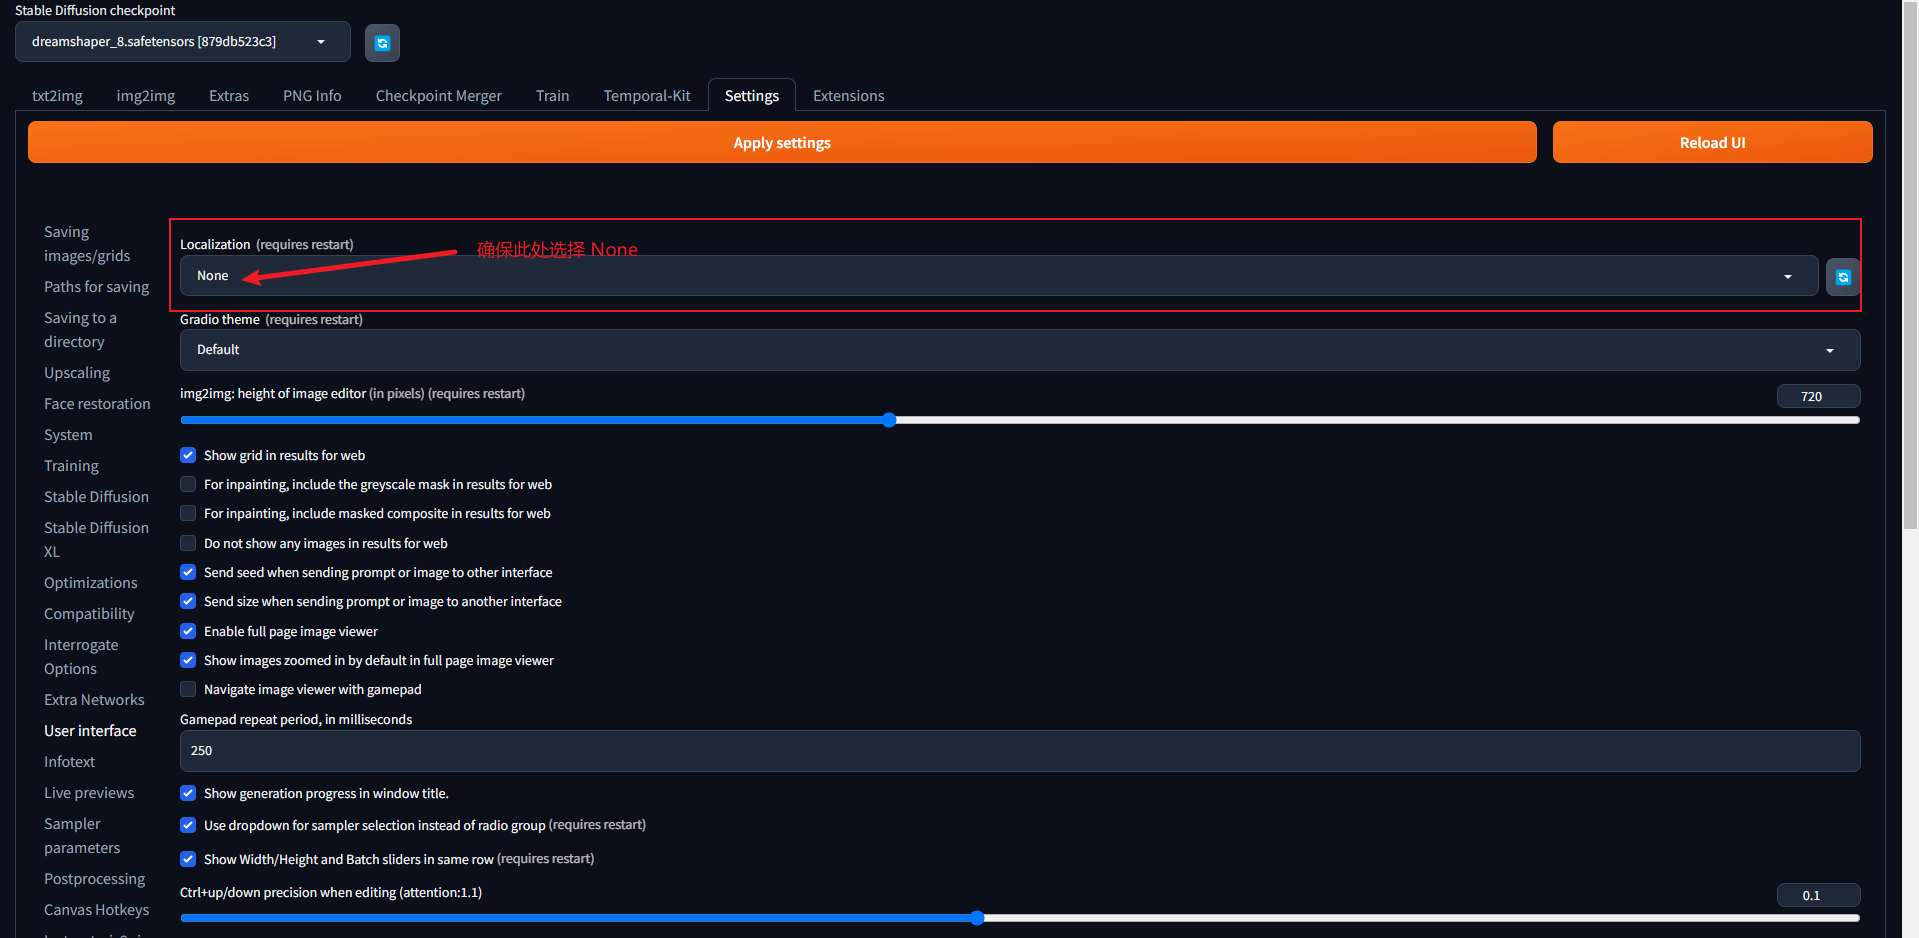 Stable Diffusion checkpoint
dreamshaper_8.safetensors [879db523c3]
txt2img img2img Extras PNG Info Checkpoint Merger Train Temporal-Kit Settings Extensions
Apply settings
Reload UI
Saving
images/grids
Paths for saving
Saving to a
directory
Upscaling
Face restoration
System
Training
Stable Diffusion
Stable Diffusion
XL
Optimizations
Compatibility
Interrogate
Options
Extra Networks
User interface
Infotext
Live previews
Sampler
parameters
Postprocessing
Canvas Hotkeys
Localization (requires restart)
确保此处选择 None
None
Gradio theme (requires restart)
Default
img2img: height of image editor (in pixels) (requires restart)
720
Show grid in results for web
For inpainting, include the greyscale mask in results for web
For inpainting, include masked composite in results for web
Do not show any images in results for web
Send seed when sending prompt or image to other interface
Send size when sending prompt or image to another interface
Enable full page image viewer
Show images zoomed in by default in full page image viewer
Navigate image viewer with gamepad
Gamepad repeat period, in milliseconds
250
Show generation progress in window title.
Use dropdown for sampler selection instead of radio group (requires restart)
Show Width/Height and Batch sliders in same row (requires restart)
Ctrl+up/down precision when editing (attention:1.1)
0.1